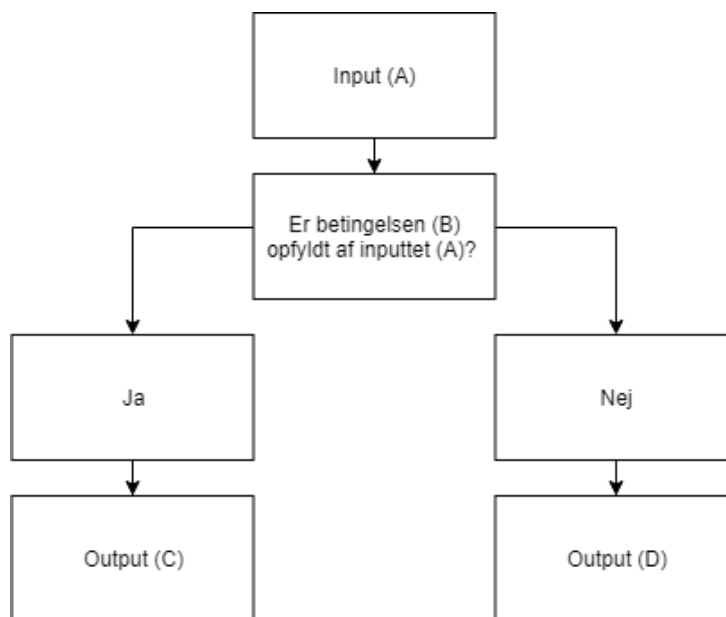 Input (A)
Er betingelsen (B)
opfyldt af inputtet (A)?
Ja
Nej
Output (C)
Output (D)